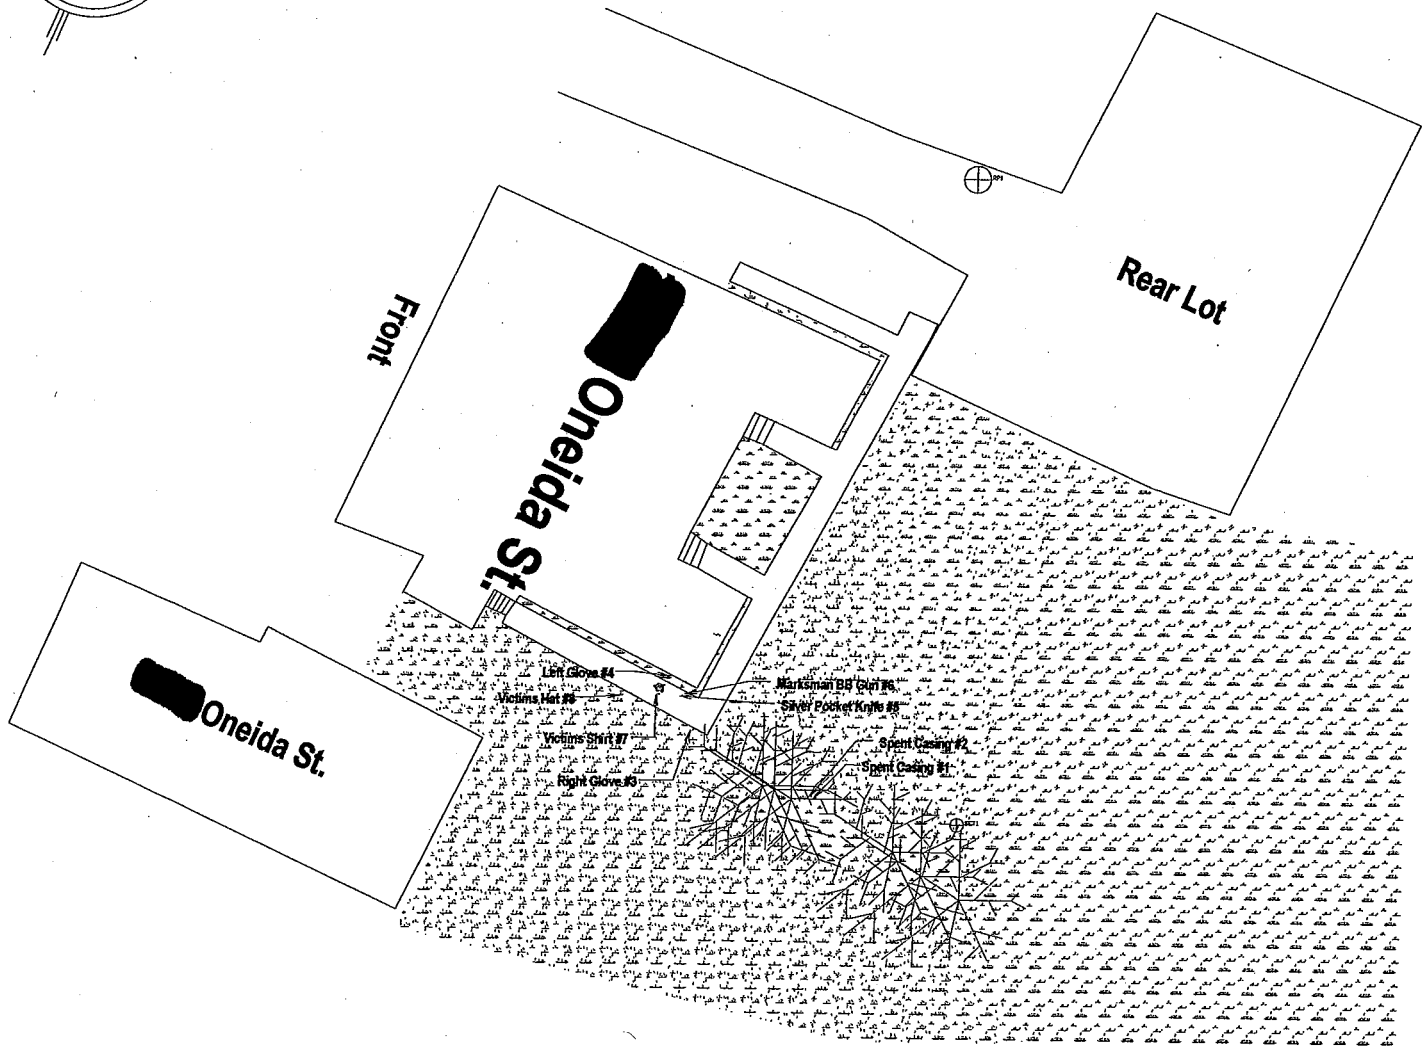 Rear Lot
Front
Oneida St.
Left Glove #4
Marksman BB Gun #6
Victims Hat #8
Silver Pocket Knife #5
Oneida St.
Victims Shirt #7
Spent Casing #2
Spent Casing #1
Right Glove #3